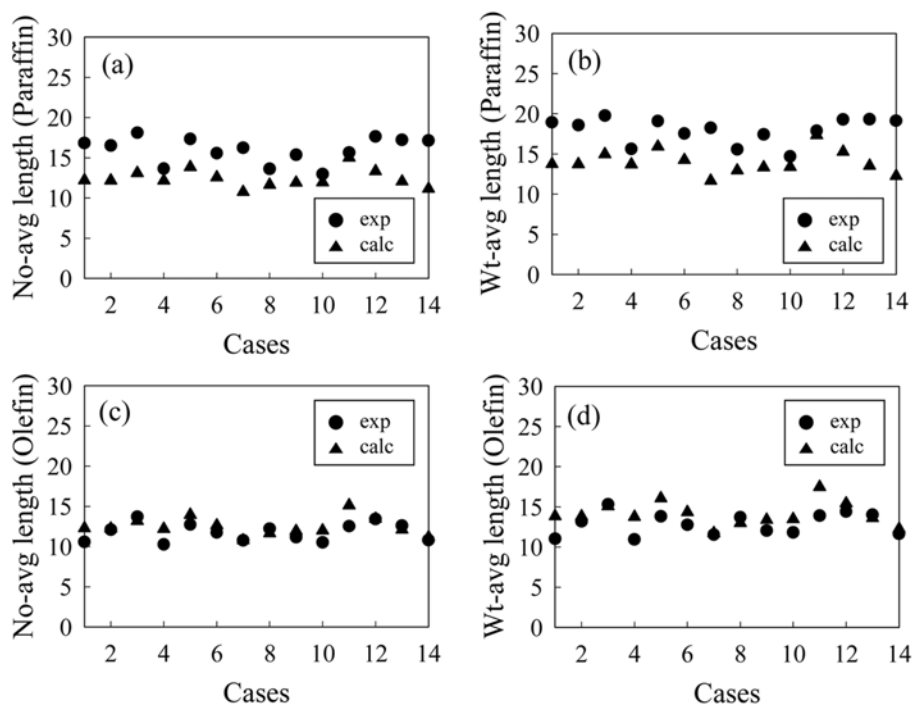 (a)
No-avg length (Paraffin)
30
25
20
15
10
5
0
exp
calc
2 4 6 8 10 12 14
Cases
(b)
Wt-avg length (Paraffin)
30
25
20
15
10
5
0
exp
calc
2 4 6 8 10 12 14
Cases
(c)
No-avg length (Olefin)
30
25
20
15
10
5
0
exp
calc
2 4 6 8 10 12 14
Cases
(d)
Wt-avg length (Olefin)
30
25
20
15
10
5
0
exp
calc
2 4 6 8 10 12 14
Cases